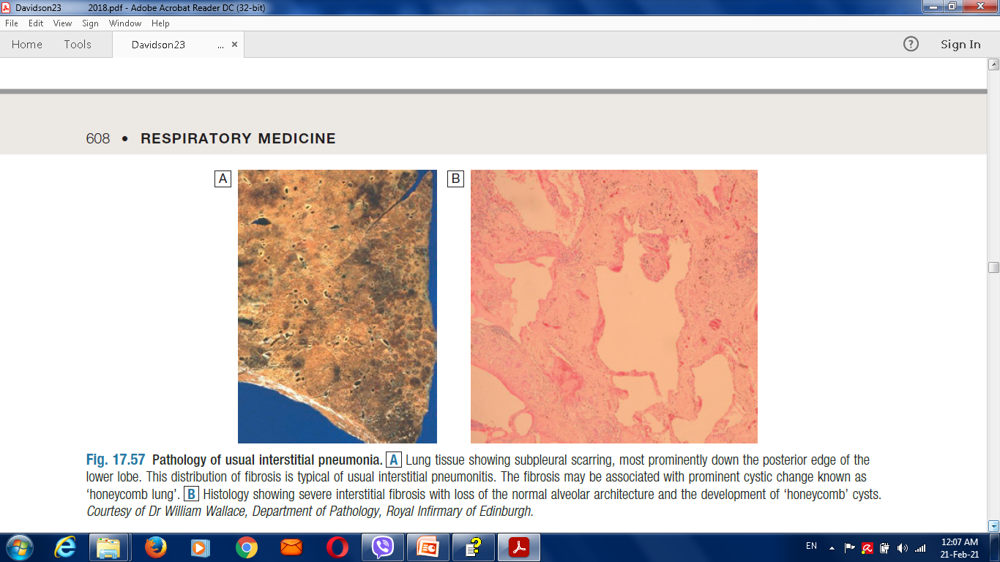 Davidson23 2018.pdf - Adobe Acrobat Reader DC (32-bit)
File Edit View Sign Window Help
Home Tools Davidson23 ... × ? Sign In
608 • RESPIRATORY MEDICINE
A B
Fig. 17.57 Pathology of usual interstitial pneumonia. A Lung tissue showing subpleural scarring, most prominently down the posterior edge of the
lower lobe. This distribution of fibrosis is typical of usual interstitial pneumonitis. The fibrosis may be associated with prominent cystic change known as
‘honeycomb lung’. B Histology showing severe interstitial fibrosis with loss of the normal alveolar architecture and the development of ‘honeycomb’ cysts.
Courtesy of Dr William Wallace, Department of Pathology, Royal Infirmary of Edinburgh.
EN 12:07 AM
21-Feb-21